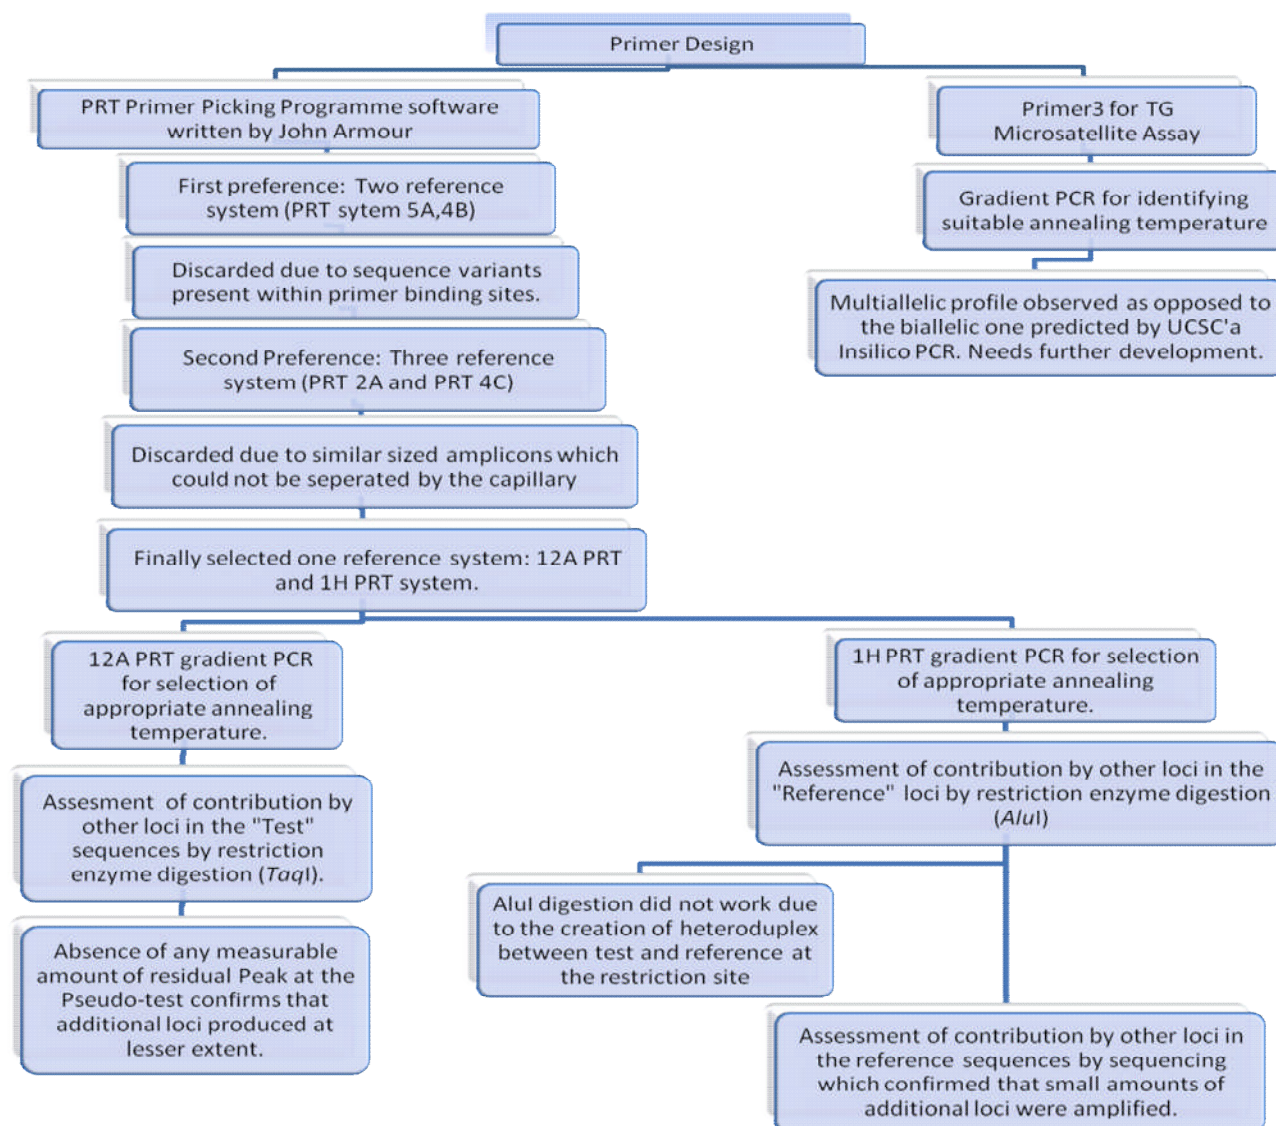 Primer Design
PRT Primer Picking Programme software
written by John Armour
First preference: Two reference
system (PRT sytem 5A,4B)
Discarded due to sequence variants
present within primer binding sites.
Second Preference: Three reference
system (PRT 2A and PRT 4C)
Discarded due to similar sized amplicons which
could not be seperated by the capillary
Finally selected one reference system: 12A PRT
and 1H PRT system.
12A PRT gradient PCR
for selection of
appropriate annealing
temperature.
Assesment of contribution by
other loci in the "Test"
sequences by restriction
enzyme digestion (TaqI).
Absence of any measurable
amount of residual Peak at the
Pseudo-test confirms that
additional loci produced at
lesser extent.
1H PRT gradient PCR for selection
of appropriate annealing
temperature.
Assessment of contribution by other loci in the
"Reference" loci by restriction enzyme digestion
(AluI)
AluI digestion did not work due
to the creation of heteroduplex
between test and reference at
the restriction site
Assessment of contribution by other loci in
the reference sequences by sequencing
which confirmed that small amounts of
additional loci were amplified.
Primer3 for TG
Microsatellite Assay
Gradient PCR for identifying
suitable annealing temperature
Multiallelic profile observed as opposed to
the biallelic one predicted by UCSC'a
Insilico PCR. Needs further development.